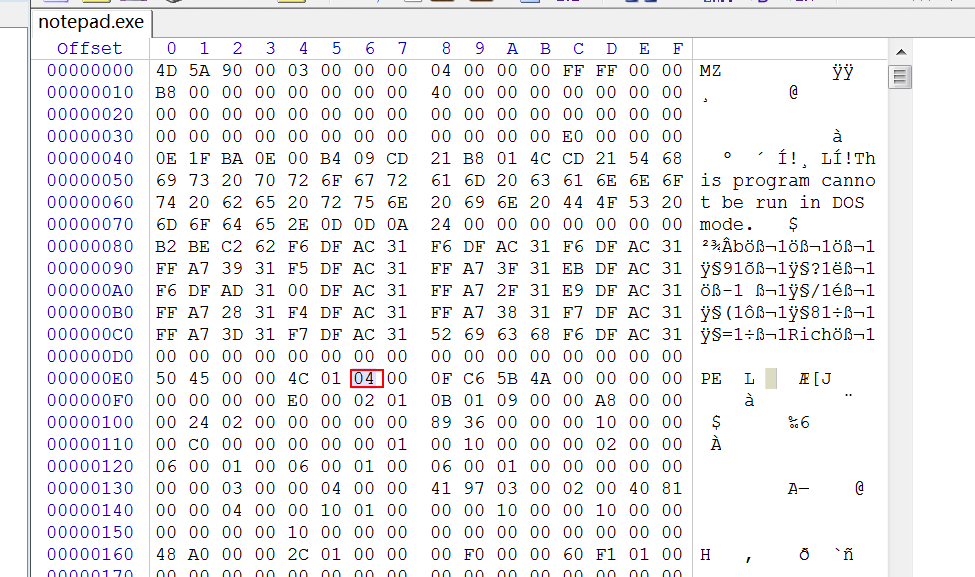 notepad.exe
Offset 0 1 2 3 4 5 6 7 8 9 A B C D E F
00000000 4D 5A 90 00 03 00 00 00 04 00 00 00 FF FF 00 00 MZ ÿÿ
00000010 B8 00 00 00 00 00 00 00 40 00 00 00 00 00 00 00 ¸ @
00000020 00 00 00 00 00 00 00 00 00 00 00 00 00 00 00 00
00000030 00 00 00 00 00 00 00 00 00 00 00 00 E0 00 00 00 à
00000040 0E 1F BA 0E 00 B4 09 CD 21 B8 01 4C CD 21 54 68 º ´ Í!¸ LÍ!Th
00000050 69 73 20 70 72 6F 67 72 61 6D 20 63 61 6E 6E 6F is program canno
00000060 74 20 62 65 20 72 75 6E 20 69 6E 20 44 4F 53 20 t be run in DOS
00000070 6D 6F 64 65 2E 0D 0D 0A 24 00 00 00 00 00 00 00 mode. $
00000080 B2 BE C2 62 F6 DF AC 31 F6 DF AC 31 F6 DF AC 31 ²¾Âböß¬1öß¬1öß¬1
00000090 FF A7 39 31 F5 DF AC 31 FF A7 3F 31 EB DF AC 31 ÿ§91õß¬1ÿ§?1ëß¬1
000000A0 F6 DF AD 31 00 DF AC 31 FF A7 2F 31 E9 DF AC 31 öß-1 ß¬1ÿ§/1éß¬1
000000B0 FF A7 28 31 F4 DF AC 31 FF A7 38 31 F7 DF AC 31 ÿ§(1ôß¬1ÿ§81÷ß¬1
000000C0 FF A7 3D 31 F7 DF AC 31 52 69 63 68 F6 DF AC 31 ÿ§=1÷ß¬1Richöß¬1
000000D0 00 00 00 00 00 00 00 00 00 00 00 00 00 00 00 00
000000E0 50 45 00 00 4C 01 04 00 0F C6 5B 4A 00 00 00 00 PE L Æ[J
000000F0 00 00 00 00 E0 00 02 01 0B 01 09 00 00 A8 00 00 à ¨
00000100 00 24 02 00 00 00 00 00 89 36 00 00 00 10 00 00 $ ‰6
00000110 00 C0 00 00 00 00 00 01 00 10 00 00 00 02 00 00 À
00000120 06 00 01 00 06 00 01 00 06 00 01 00 00 00 00 00
00000130 00 00 03 00 00 04 00 00 41 97 03 00 02 00 40 81 A— @
00000140 00 00 04 00 00 10 01 00 00 00 10 00 00 10 00 00
00000150 00 00 00 00 10 00 00 00 00 00 00 00 00 00 00 00
00000160 48 A0 00 00 2C 01 00 00 00 F0 00 00 60 F1 01 00 H , ð `ñ